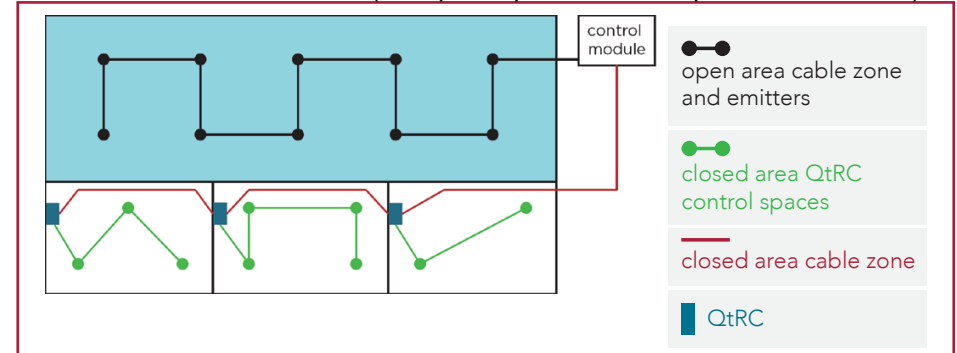 control
module
open area cable zone
and emitters
closed area QtRC
control spaces
closed area cable zone
QtRC